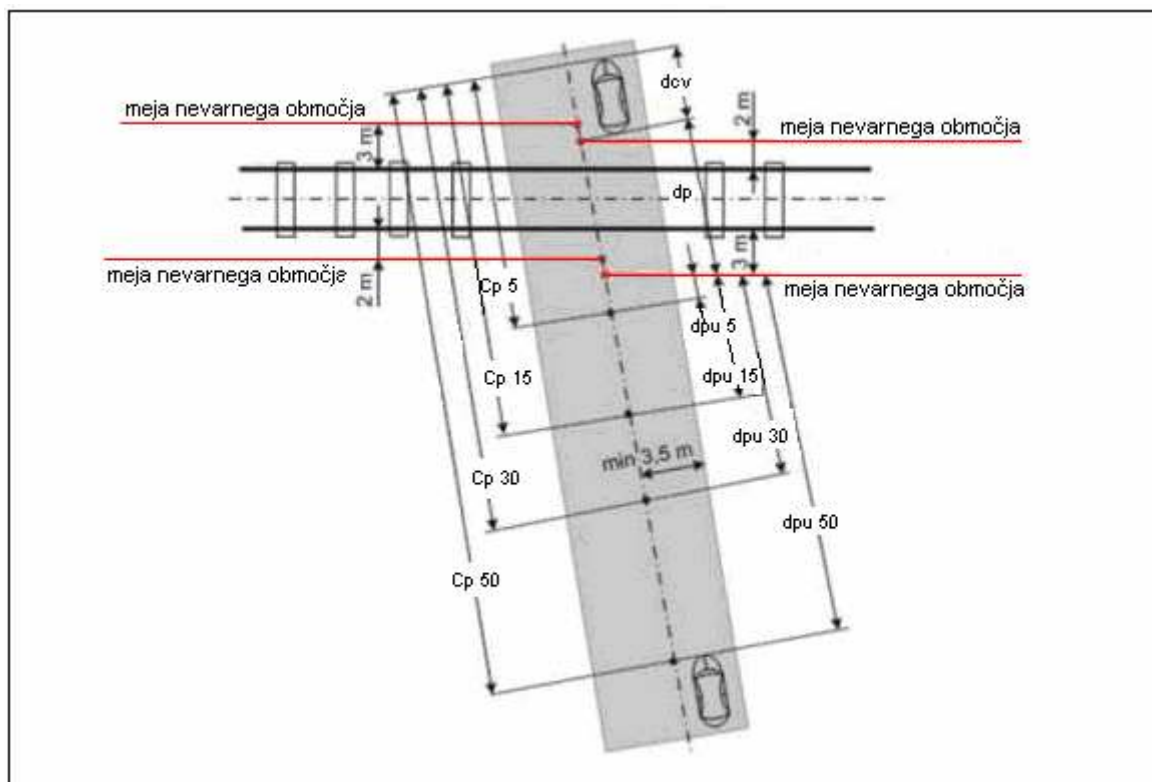 dcv
meja nevarnega območja
2 m
meja nevarnega območja
3 m
dp
3 m
meja nevarnega območja
2 m
meja nevarnega območja
Cp 5
dpu 5
Cp 15
dpu 15
dpu 30
min 3,5 m
Cp 30
dpu 50
Cp 50